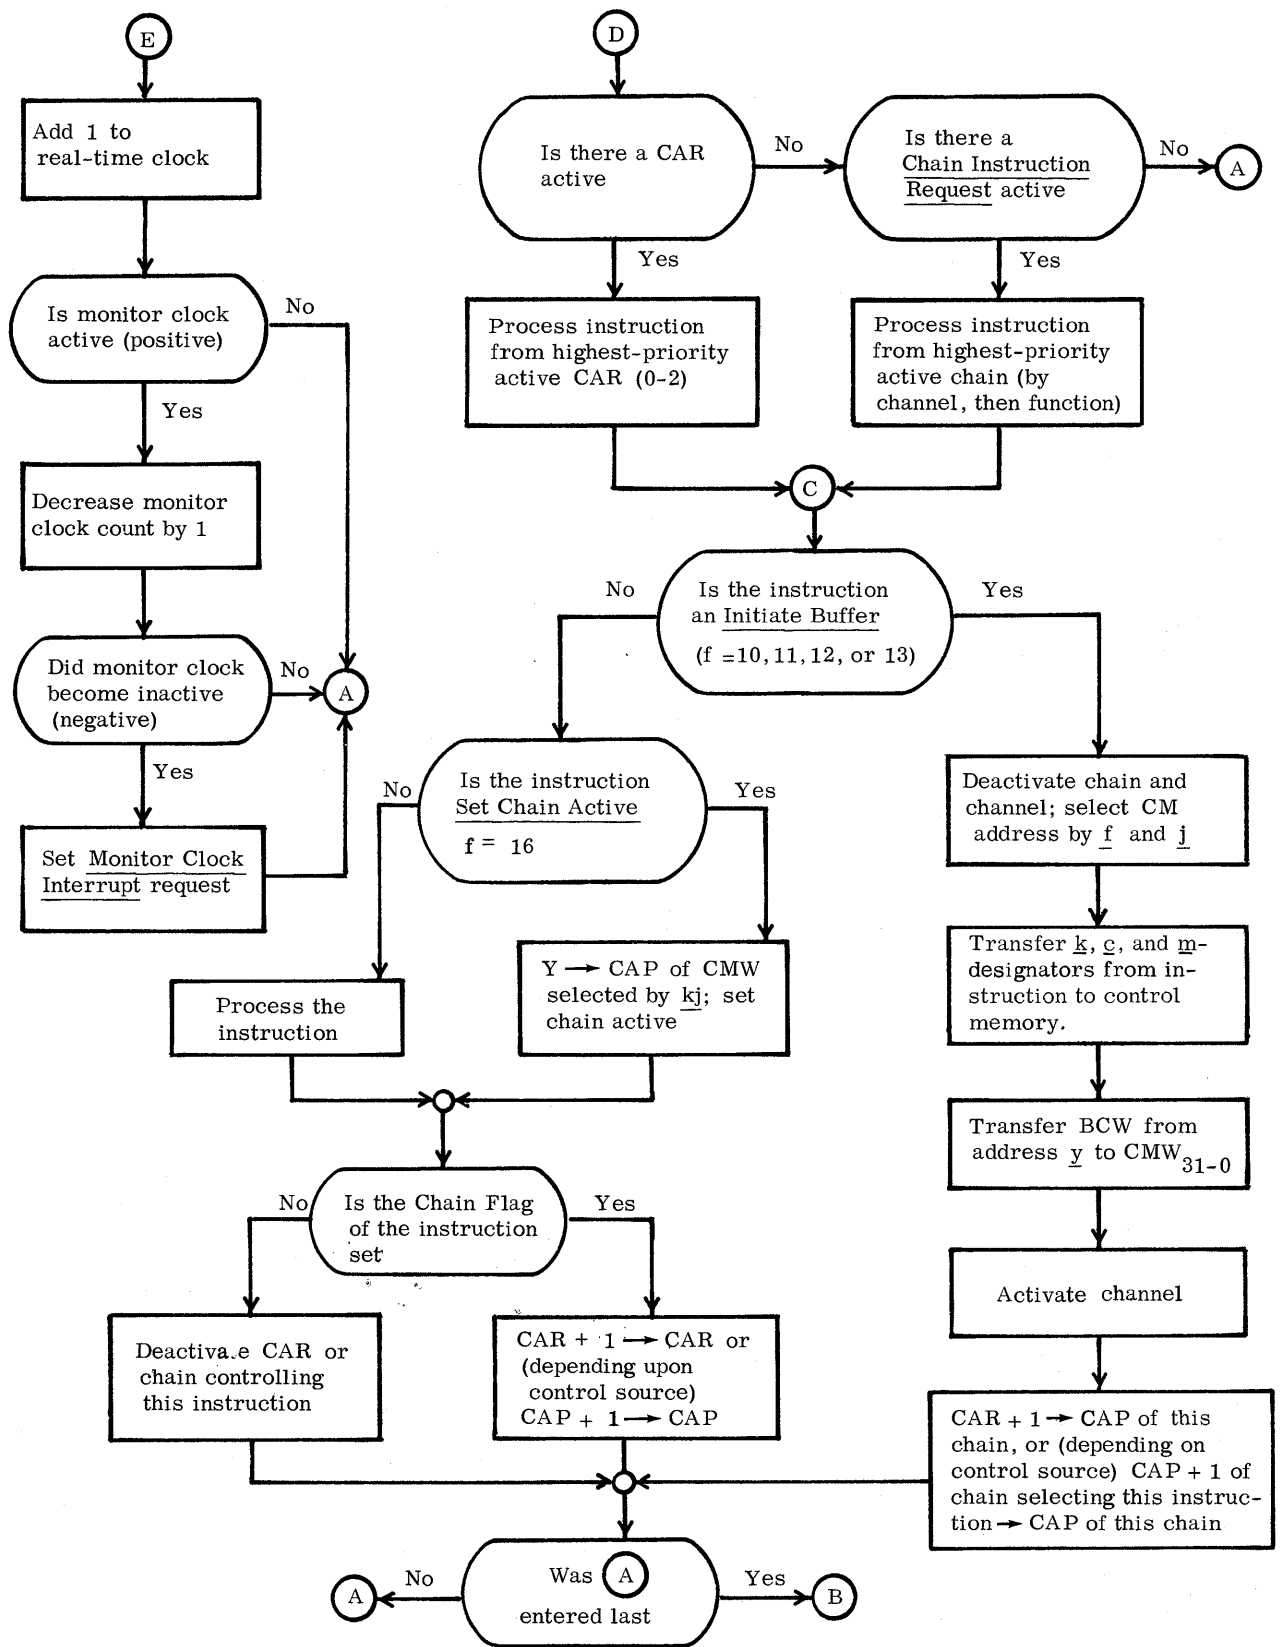 E
Add 1 to
real-time clock
Is monitor clock
active (positive)
No
Yes
Decrease monitor
clock count by 1
Did monitor clock
become inactive
(negative)
No
A
Yes
Set Monitor Clock
Interrupt request
D
Is there a CAR
active
No
Is there a
Chain Instruction
Request active
No
A
Yes
Yes
Process instruction
from highest-priority
active CAR (0-2)
Process instruction
from highest-priority
active chain (by
channel, then function)
C
Is the instruction
an Initiate Buffer
(f =10, 11, 12, or 13)
No
Yes
Is the instruction
Set Chain Active
f = 16
No
Yes
Process the
instruction
Y → CAP of CMW
selected by kj; set
chain active
Is the Chain Flag
of the instruction
set
No
Yes
Deactivate CAR or
chain controlling
this instruction
CAR + 1 → CAR or
(depending upon
control source)
CAP + 1 → CAP
Deactivate chain and
channel; select CM
address by f and j
Transfer k, c, and m-
designators from in-
struction to control
memory.
Transfer BCW from
address y to CMW31-0
Activate channel
CAR + 1 → CAP of this
chain, or (depending on
control source) CAP + 1 of
chain selecting this instruc-
tion → CAP of this chain
Was A
entered last
No
A
Yes
B